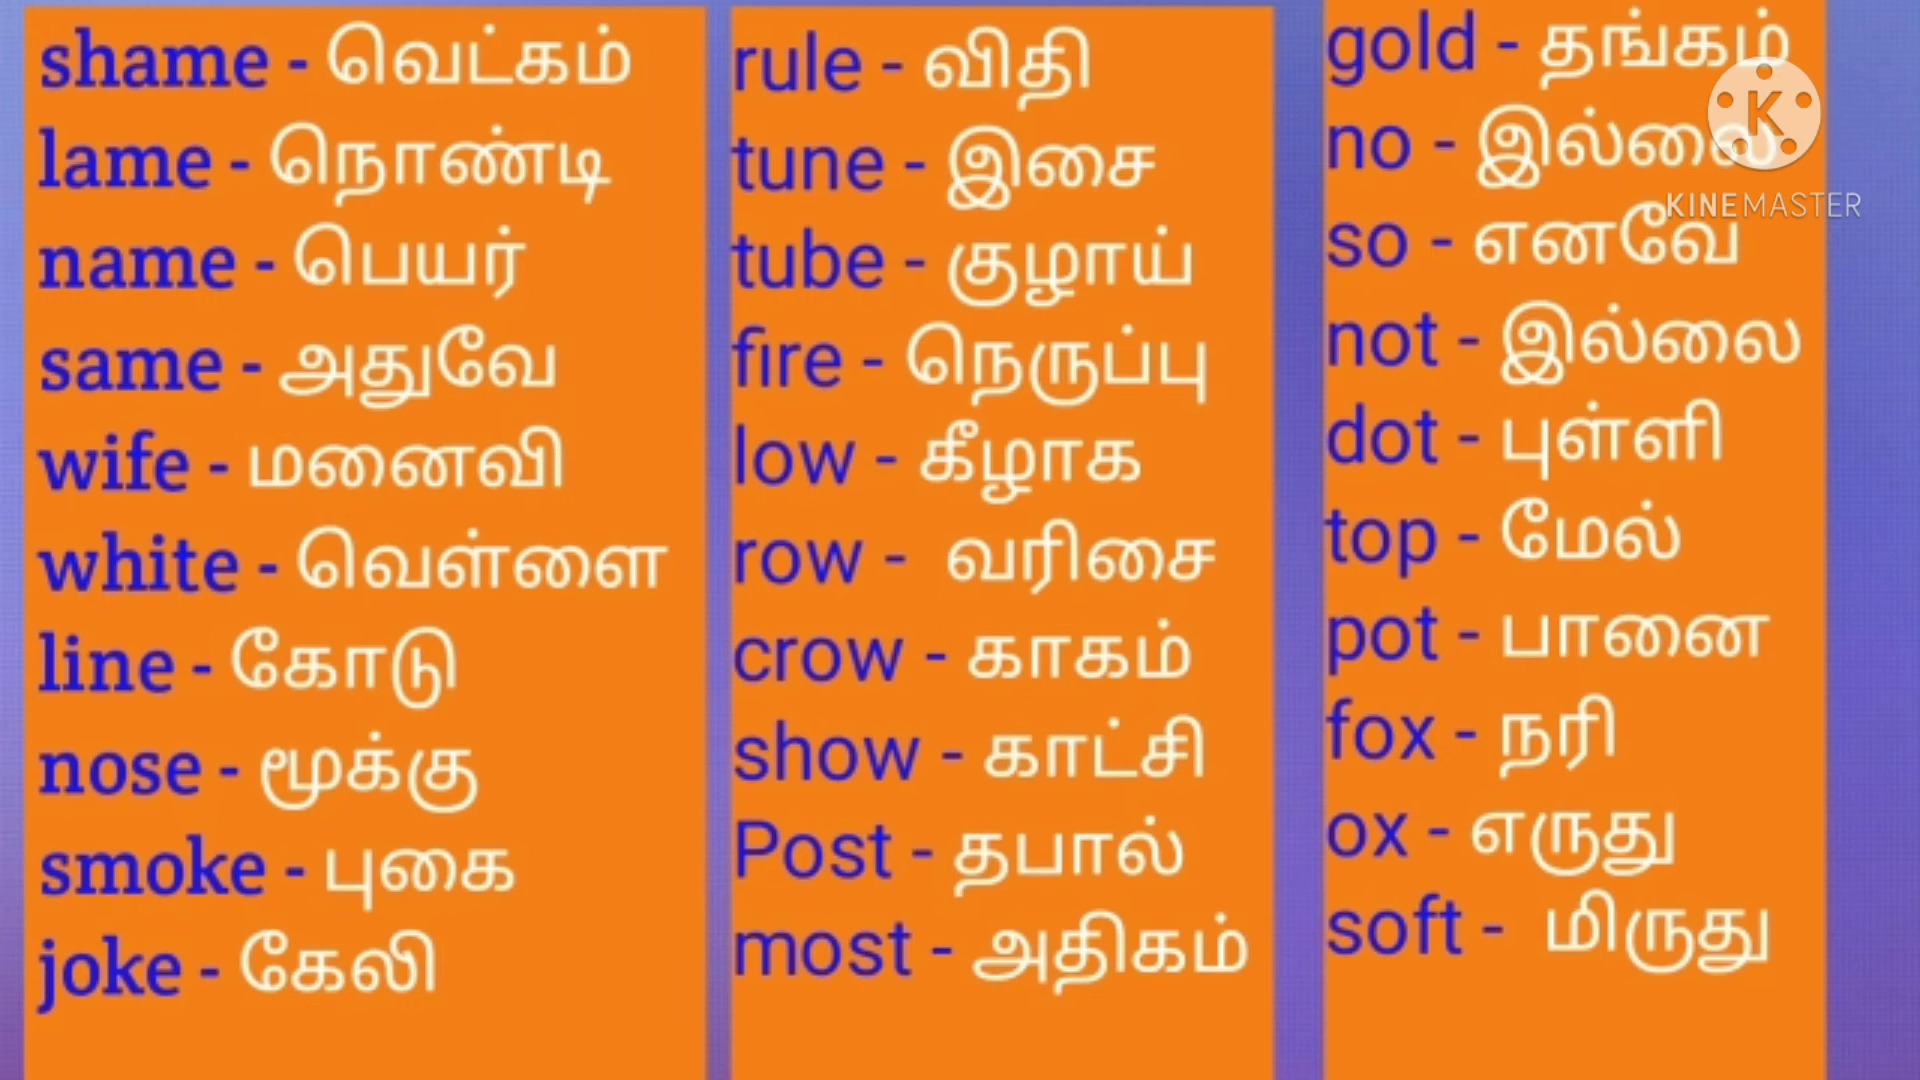 shame - வெட்கம்
lame - நொண்டி
name - பெயர்
same - அதுவே
wife - மனைவி
white - வெள்ளை
line - கோடு
nose - மூக்கு
smoke - புகை
joke - கேலி
rule - விதி
tune - இசை
tube - குழாய்
fire - நெருப்பு
low - கீழாக
row - வரிசை
crow - காகம்
show - காட்சி
Post - தபால்
most - அதிகம்
gold - தங்கம்
no - இல்லை
so - எனவே
not - இல்லை
dot - புள்ளி
top - மேல்
pot - பானை
fox - நரி
ox - எருது
soft - மிருது
K
KINEMASTER